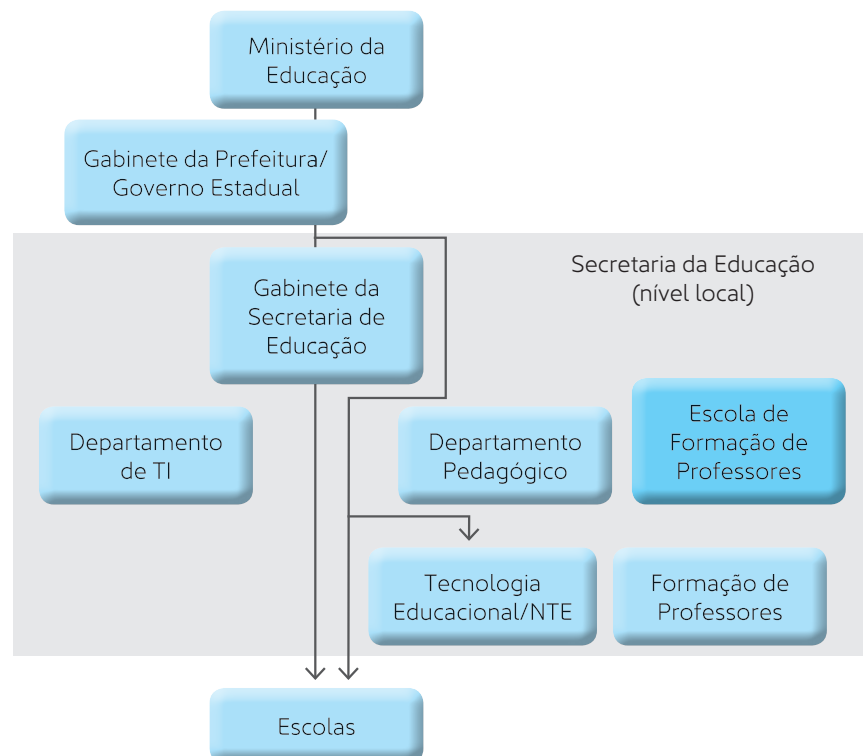 Ministério da
Educação
Gabinete da Prefeitura/
Governo Estadual
Secretaria da Educação
(nível local)
Gabinete da
Secretaria de
Educação
Departamento
de TI
Departamento
Pedagógico
Escola de
Formação de
Professores
Tecnologia
Educacional/NTE
Formação de
Professores
Escolas